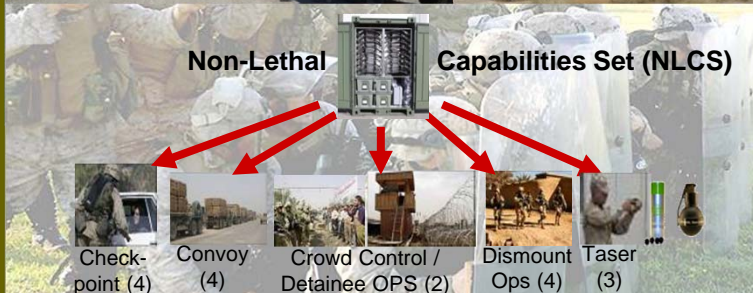 Non-Lethal Capabilities Set (NLCS)
Check-
point (4)
Convoy
(4)
Crowd Control /
Detainee OPS (2)
Dismount
Ops (4)
Taser
(3)